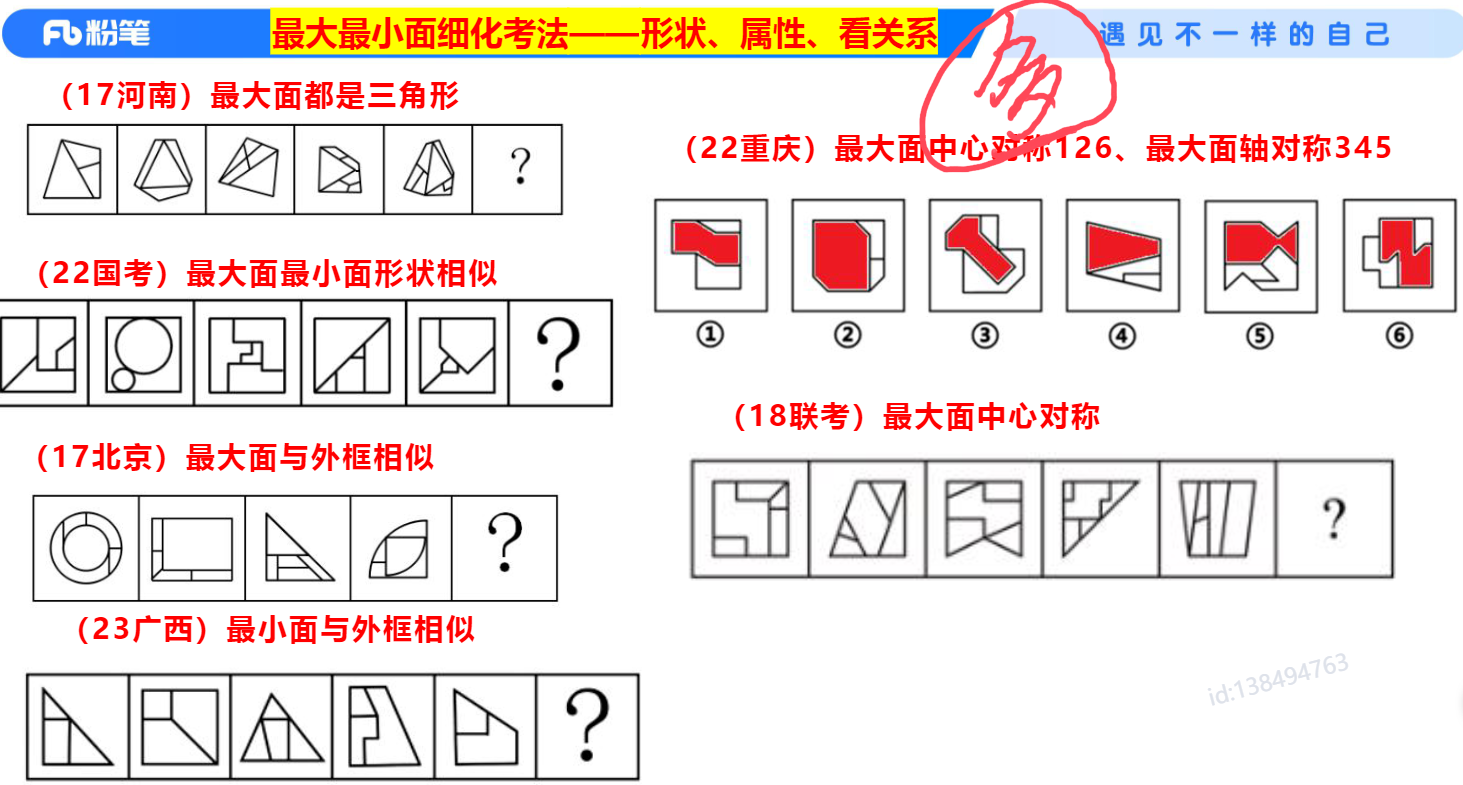 粉笔
最大最小面细化考法——形状、属性、看关系
遇见不一样的自己
（17河南）最大面都是三角形
?
（22国考）最大面最小面形状相似
?
（17北京）最大面与外框相似
?
（23广西）最小面与外框相似
?
（22重庆）最大面中心对称126、最大面轴对称345
① ② ③ ④ ⑤ ⑥
（18联考）最大面中心对称
?
id:138494763